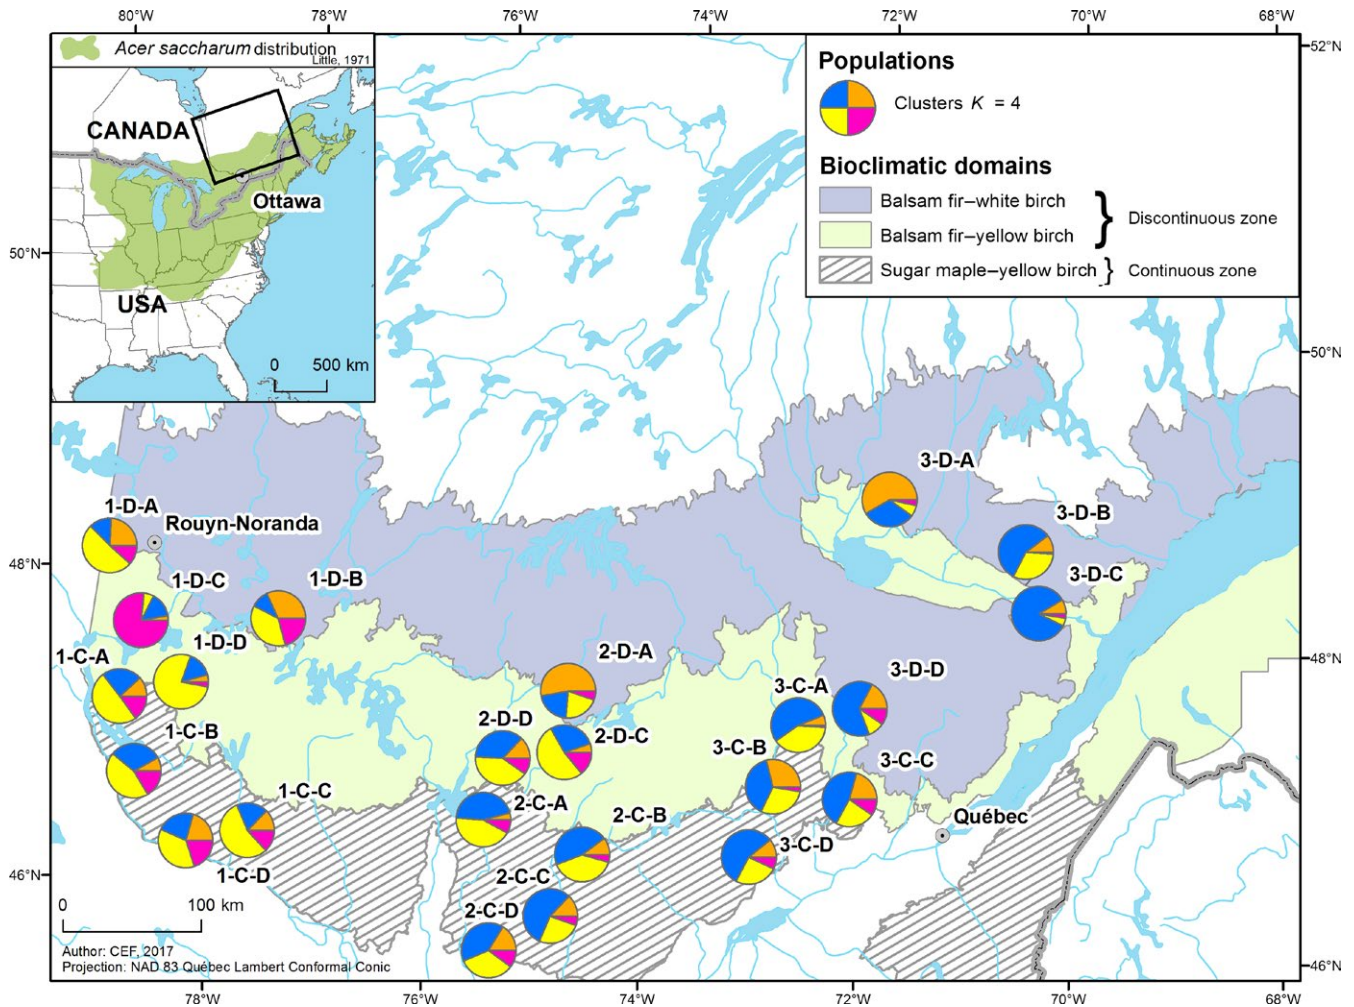 80°W 78°W 76°W 74°W 72°W 70°W 68°W
Acer saccharum distribution
Little, 1971
CANADA
Ottawa
USA
0 500 km
Populations
Clusters K = 4
Bioclimatic domains
Balsam fir–white birch
Balsam fir–yellow birch
} Discontinuous zone
Sugar maple–yellow birch } Continuous zone
52°N
50°N
50°N
3-D-A
1-D-A
Rouyn-Noranda
3-D-B
48°N
1-D-C
1-D-B
3-D-C
1-D-D
1-C-A
2-D-A
3-D-D
48°N
3-C-A
1-C-B
2-D-D
2-D-C
3-C-B
3-C-C
1-C-C
2-C-A
2-C-B
Québec
3-C-D
1-C-D
2-C-C
46°N
2-C-D
0 100 km
Author: CEF, 2017
Projection: NAD 83 Québec Lambert Conformal Conic
46°N
78°W 76°W 74°W 72°W 70°W 68°W